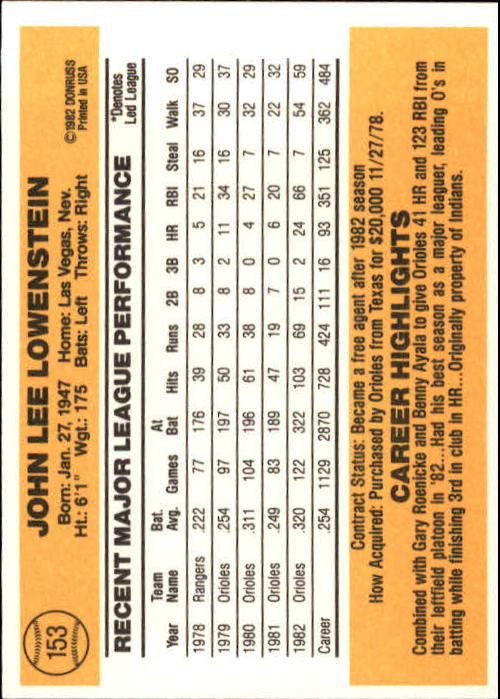 153
JOHN LEE LOWENSTEIN
Born: Jan. 27, 1947 Home: Las Vegas, Nev.
Ht.: 6'1" Wgt.: 175 Bats: Left Throws: Right
©1982 DONRUSS
Printed in USA
RECENT MAJOR LEAGUE PERFORMANCE
*Denotes
Led League
Year Team Name Bat. Avg. Games At Bat Hits Runs 2B 3B HR RBI Steal Walk SO
1978 Rangers .222 77 176 39 28 8 3 5 21 16 37 29
1979 Orioles .254 97 197 50 33 8 2 11 34 16 30 37
1980 Orioles .311 104 196 61 38 8 0 4 27 7 32 29
1981 Orioles .249 83 189 47 19 7 0 6 20 7 22 32
1982 Orioles .320 122 322 103 69 15 2 24 66 7 54 59
Career .254 1129 2870 728 424 111 16 93 351 125 362 484
Contract Status: Became a free agent after 1982 season
How Acquired: Purchased by Orioles from Texas for $20,000 11/27/78.
CAREER HIGHLIGHTS
Combined with Gary Roenicke and Benny Ayala to give Orioles 41 HR and 123 RBI from
their leftfield platoon in '82...Had his best season as a major leaguer, leading O's in
batting while finishing 3rd in club in HR...Originally property of Indians.